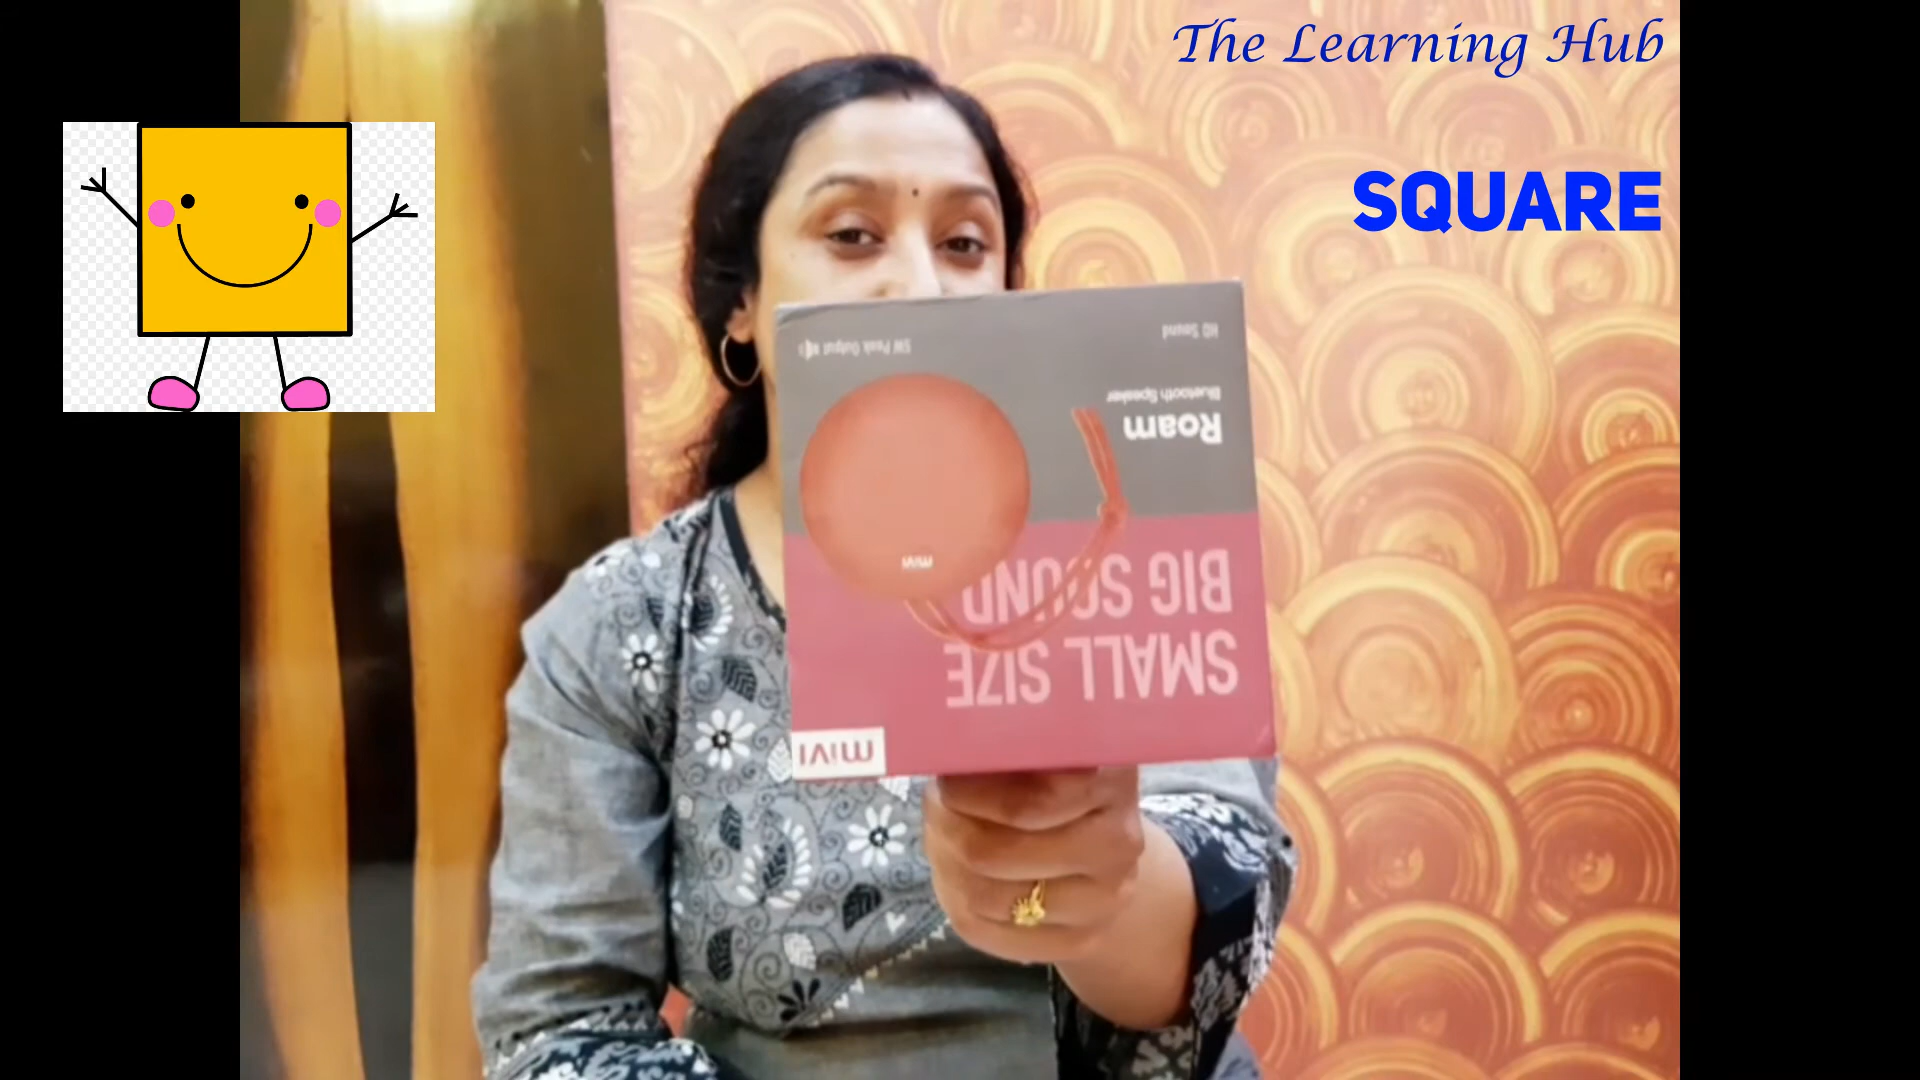 The Learning Hub
SQUARE
mivi
SMALL SIZE
BIG SOUND
mivi
Roam
Bluetooth Speaker
HD Sound
5W Peak Output